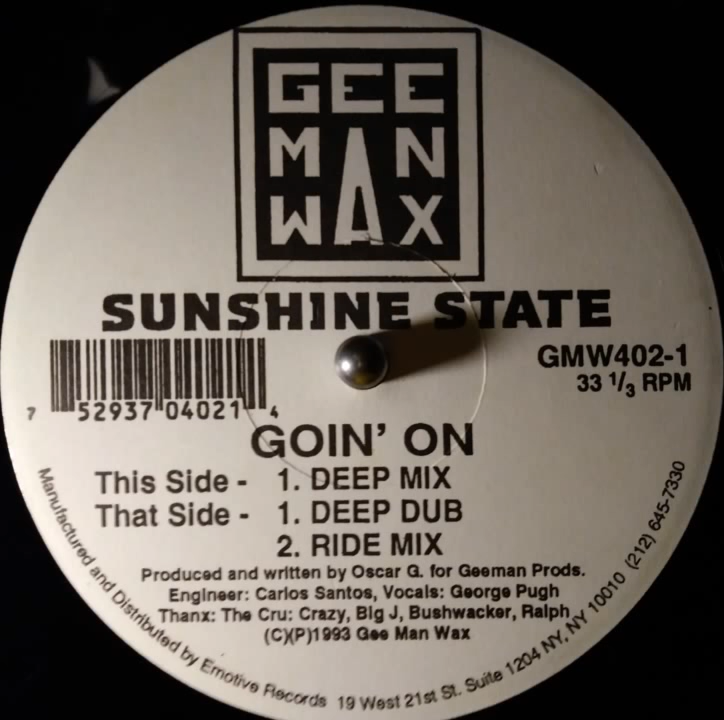 GEE
MAN
WAX
SUNSHINE STATE
GMW402-1
33 1/3 RPM
7 52937 04021 4
GOIN' ON
This Side - 1. DEEP MIX
That Side - 1. DEEP DUB
2. RIDE MIX
Produced and written by Oscar G. for Geeman Prods.
Engineer: Carlos Santos, Vocals: George Pugh
Thanx: The Cru: Crazy, Big J, Bushwacker, Ralph
(C)(P)1993 Gee Man Wax
Manufactured and Distributed by Emotive Records 19 West 21st St. Suite 1204 NY, NY 10010 (212) 645-7330